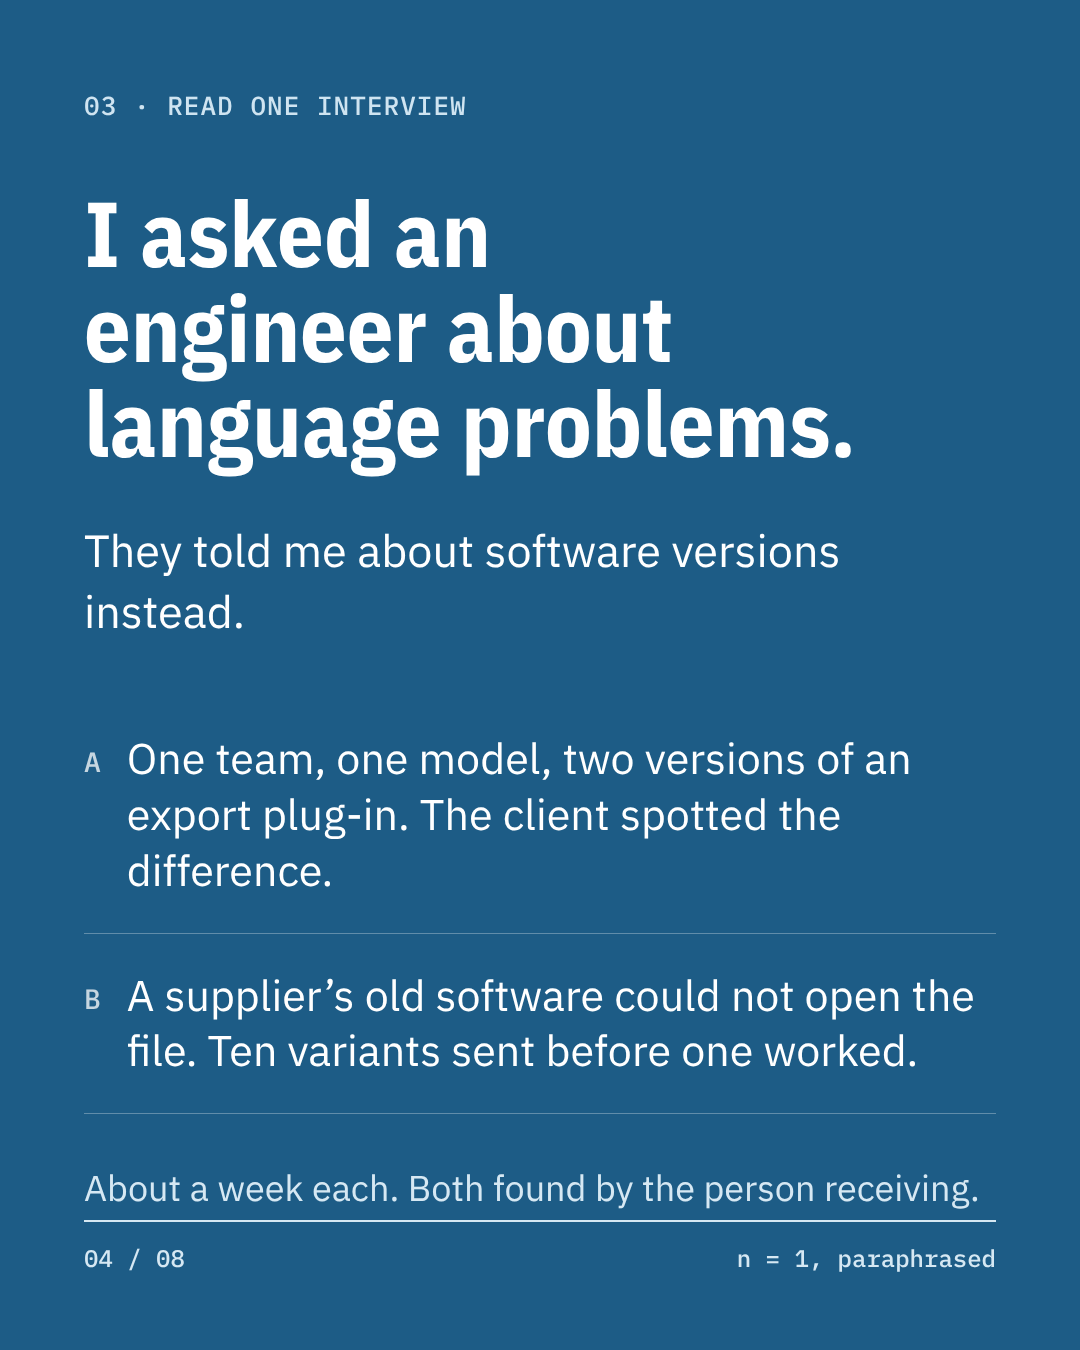 03 · READ ONE INTERVIEW
I asked an
engineer about
language problems.
They told me about software versions
instead.
A One team, one model, two versions of an
export plug-in. The client spotted the
difference.
B A supplier’s old software could not open the
file. Ten variants sent before one worked.
About a week each. Both found by the person receiving.
04 / 08
n = 1, paraphrased